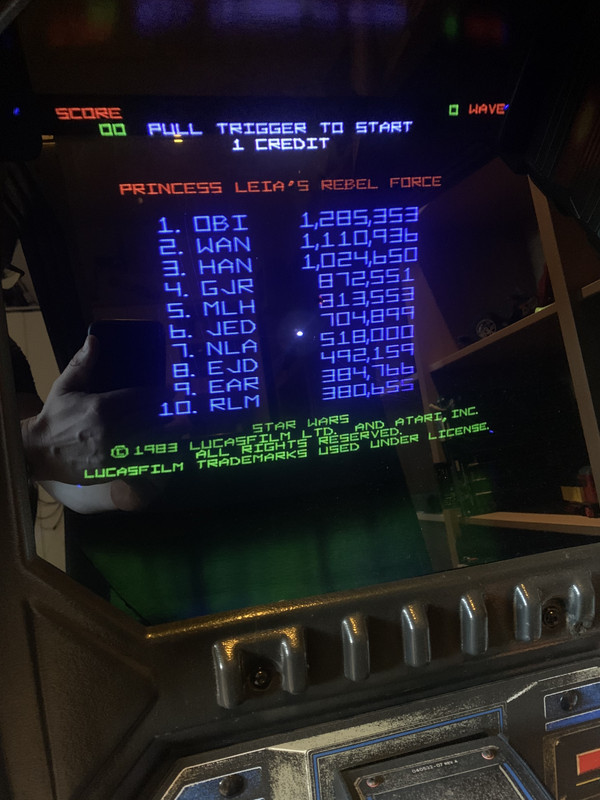 SCORE 0 WAVE
00 PULL TRIGGER TO START
1 CREDIT
PRINCESS LEIA'S REBEL FORCE
1. OBI 1,285,353
2. WAN 1,110,936
3. HAN 1,024,650
4. GJR 872,551
5. MLH 813,553
6. JED 704,899
7. NLA 518,000
8. EJD 492,159
9. EAR 384,766
10. RLM 380,655
STAR WARS
© 1983 LUCASFILM LTD. AND ATARI, INC.
ALL RIGHTS RESERVED.
LUCASFILM TRADEMARKS USED UNDER LICENSE.